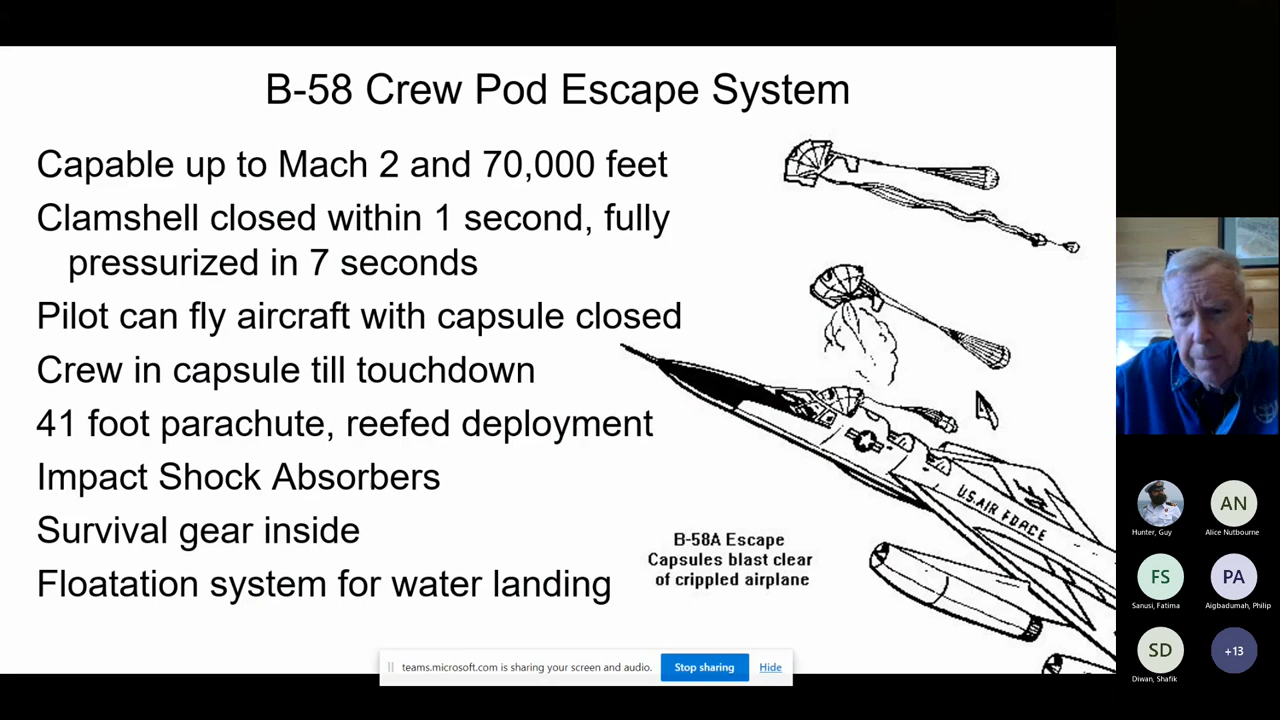 B-58 Crew Pod Escape System
Capable up to Mach 2 and 70,000 feet
Clamshell closed within 1 second, fully
pressurized in 7 seconds
Pilot can fly aircraft with capsule closed
Crew in capsule till touchdown
41 foot parachute, reefed deployment
Impact Shock Absorbers
Survival gear inside
Floatation system for water landing
U.S. AIR FORCE
B-58A Escape
Capsules blast clear
of crippled airplane
teams.microsoft.com is sharing your screen and audio. Stop sharing Hide
Hunter, Guy
AN
Alice Nutbourne
FS
Sanusi, Fatima
PA
Aigbadumah, Philip
SD
Diwan, Shafik
+13